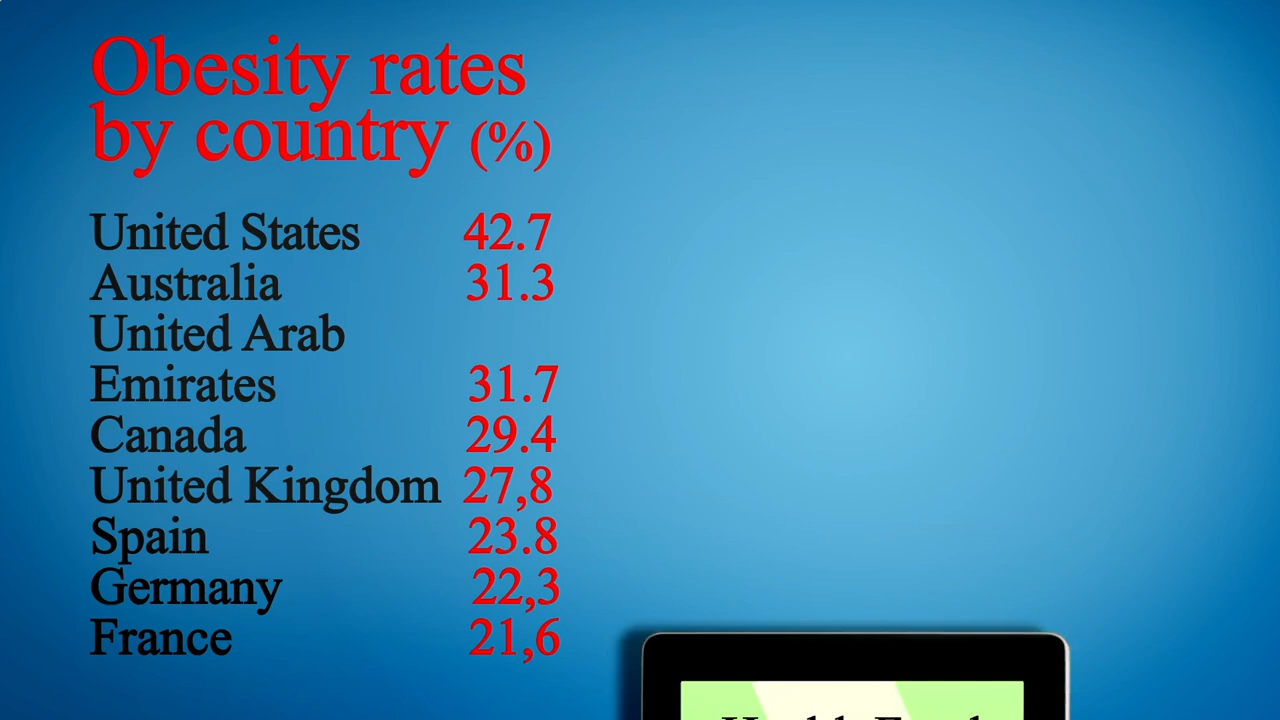 Obesity rates
by country (%)
United States 42.7
Australia 31.3
United Arab
Emirates 31.7
Canada 29.4
United Kingdom 27,8
Spain 23.8
Germany 22,3
France 21,6